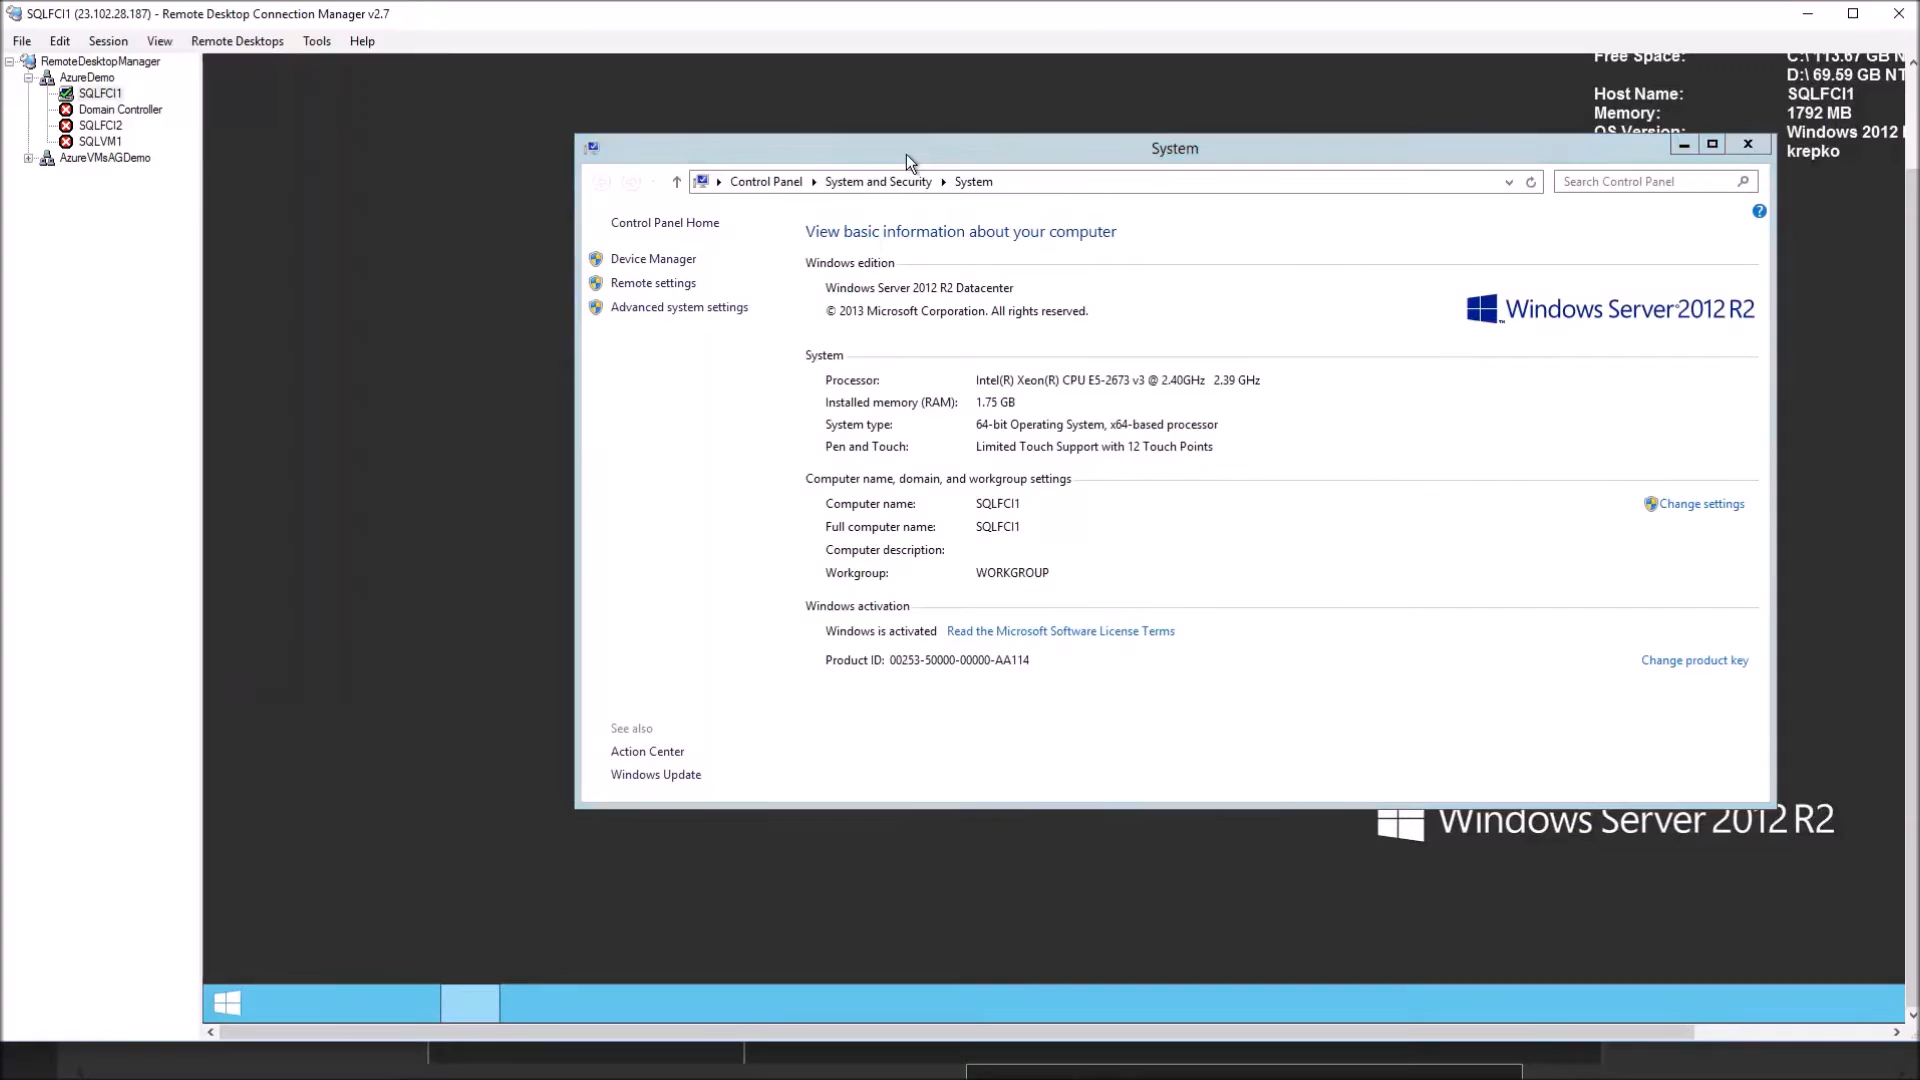 SQLFCI1 (23.102.28.187) - Remote Desktop Connection Manager v2.7
File Edit Session View Remote Desktops Tools Help
RemoteDesktopManager
AzureDemo
SQLFCI1
Domain Controller
SQLFCI2
SQLVM1
AzureVMsAGDemo
Free Space: C:\ 113.67 GB N
D:\ 69.59 GB NT
Host Name: SQLFCI1
Memory: 1792 MB
OS Version: Windows 2012
krepko
System
Control Panel System and Security System
Search Control Panel
Control Panel Home
Device Manager
Remote settings
Advanced system settings
View basic information about your computer
Windows edition
Windows Server 2012 R2 Datacenter
© 2013 Microsoft Corporation. All rights reserved.
Windows Server 2012 R2
System
Processor: Intel(R) Xeon(R) CPU E5-2673 v3 @ 2.40GHz 2.39 GHz
Installed memory (RAM): 1.75 GB
System type: 64-bit Operating System, x64-based processor
Pen and Touch: Limited Touch Support with 12 Touch Points
Computer name, domain, and workgroup settings
Computer name: SQLFCI1
Change settings
Full computer name: SQLFCI1
Computer description:
Workgroup: WORKGROUP
Windows activation
Windows is activated Read the Microsoft Software License Terms
Product ID: 00253-50000-00000-AA114
Change product key
See also
Action Center
Windows Update
Windows Server 2012 R2